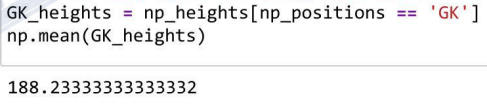 GK_heights = np_heights[np_positions == 'GK']
np.mean(GK_heights)
188.23333333333332